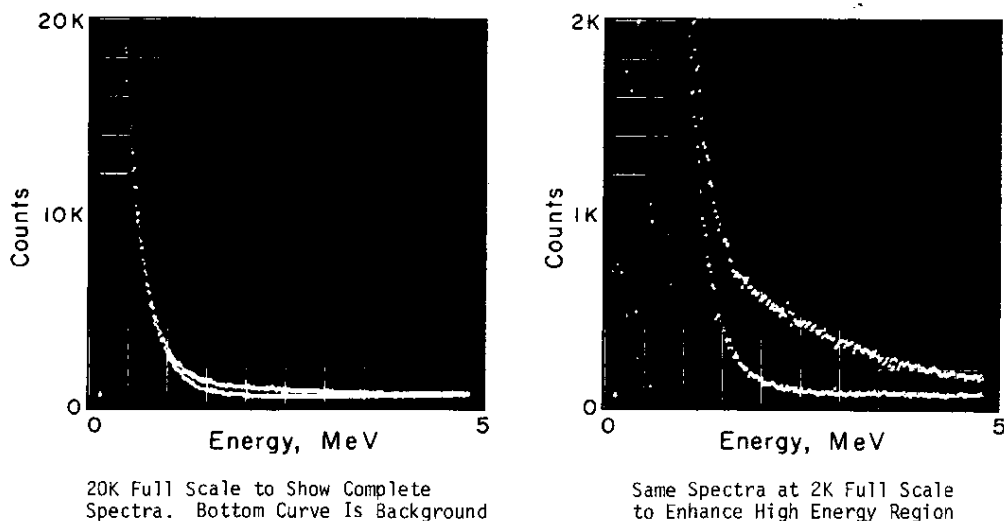 20K
10K
0
Counts
0
5
Energy, MeV
20K Full Scale to Show Complete
Spectra. Bottom Curve Is Background
2K
1K
0
Counts
0
5
Energy, MeV
Same Spectra at 2K Full Scale
to Enhance High Energy Region